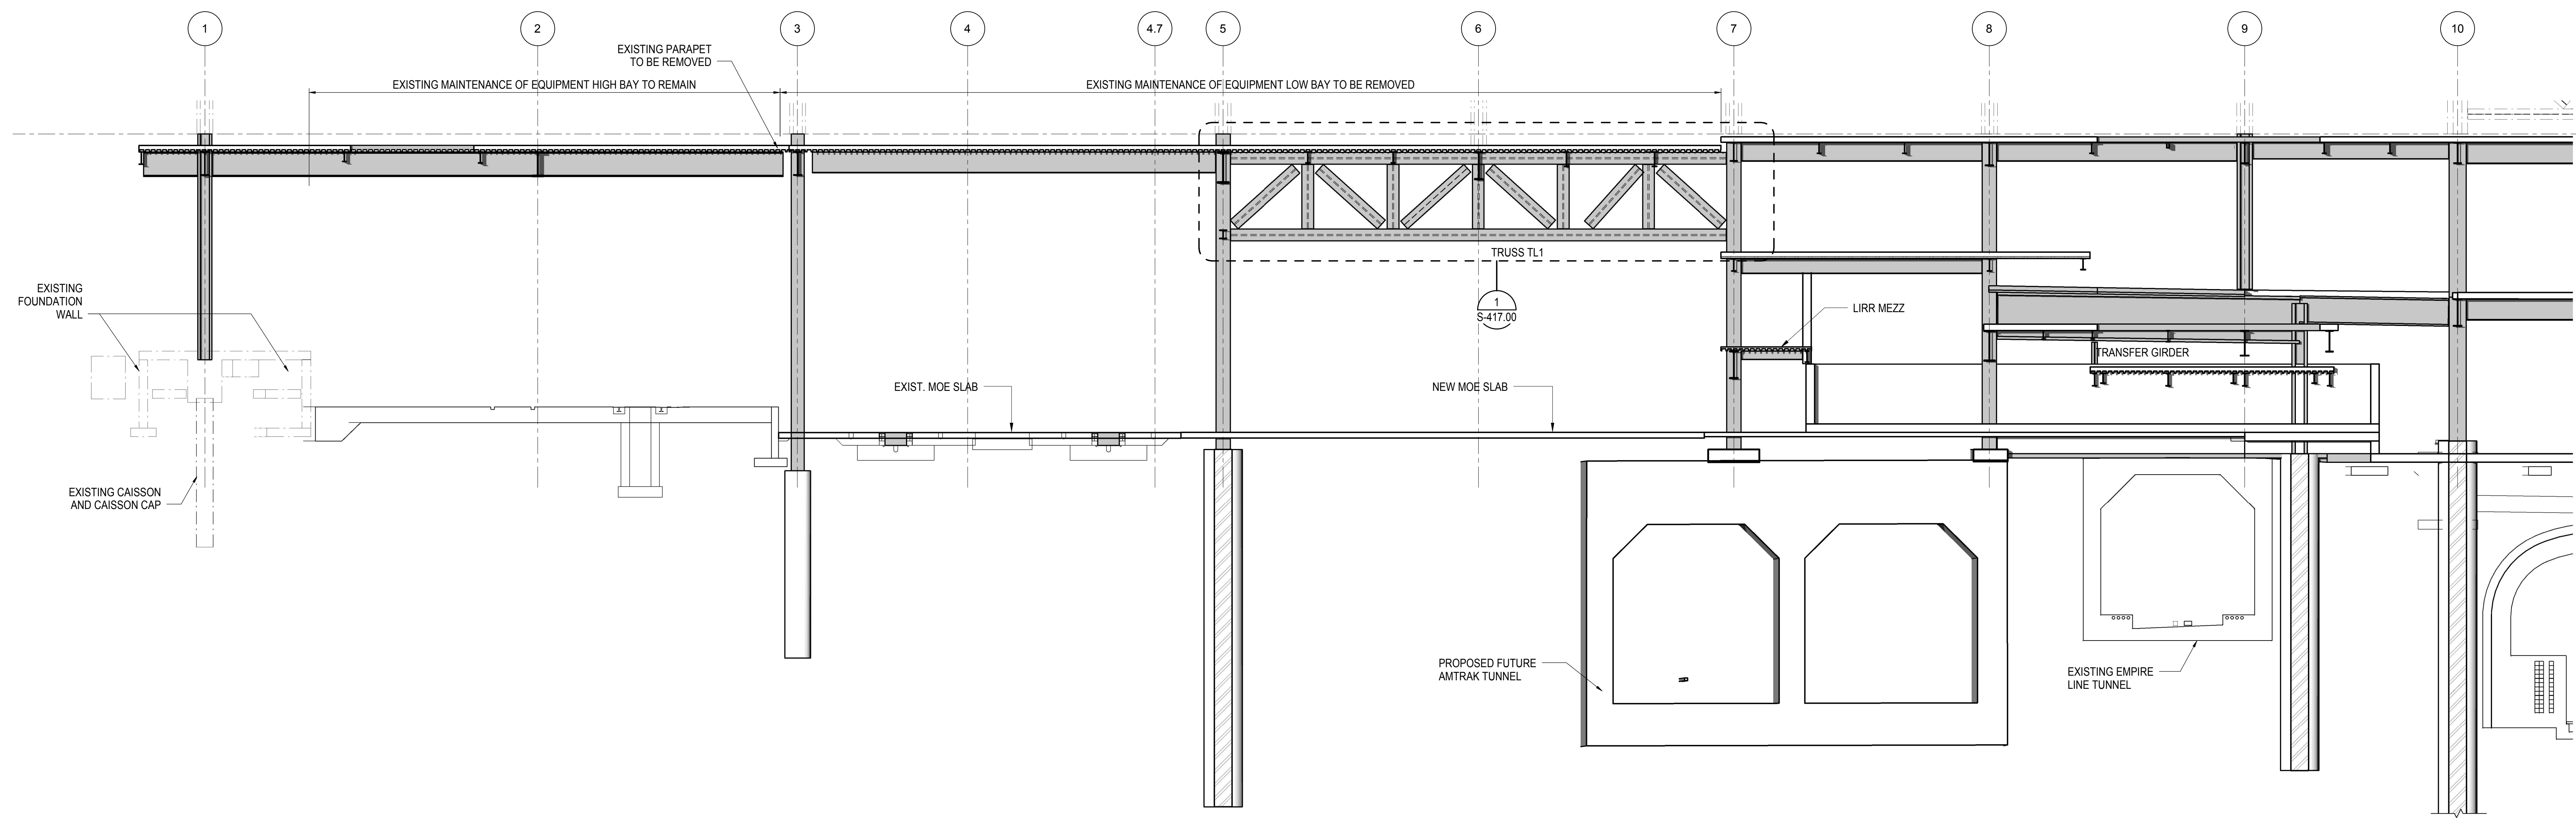 1
2
3
4
4.7
5
6
7
8
9
10
EXISTING PARAPET
TO BE REMOVED
EXISTING MAINTENANCE OF EQUIPMENT HIGH BAY TO REMAIN
EXISTING MAINTENANCE OF EQUIPMENT LOW BAY TO BE REMOVED
TRUSS TL1
1
S-417.00
EXISTING
FOUNDATION
WALL
LIRR MEZZ
TRANSFER GIRDER
EXIST. MOE SLAB
NEW MOE SLAB
EXISTING CAISSON
AND CAISSON CAP
PROPOSED FUTURE
AMTRAK TUNNEL
EXISTING EMPIRE
LINE TUNNEL